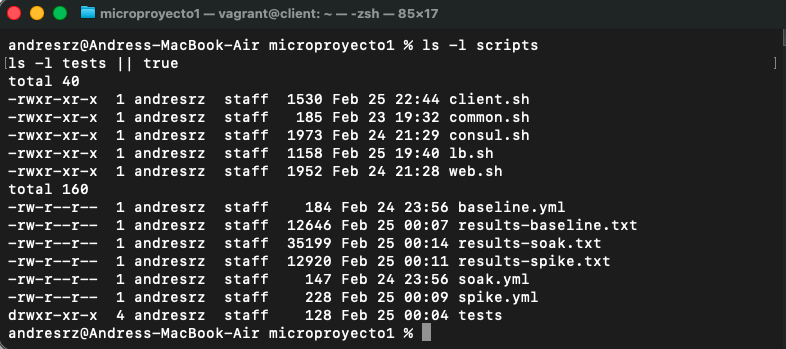 microproyecto1 — vagrant@client: ~ — -zsh — 85×17
andresrz@Andress-MacBook-Air microproyecto1 % ls -l scripts
[ls -l tests || true ]
total 40
-rwxr-xr-x 1 andresrz staff 1530 Feb 25 22:44 client.sh
-rwxr-xr-x 1 andresrz staff 185 Feb 23 19:32 common.sh
-rwxr-xr-x 1 andresrz staff 1973 Feb 24 21:29 consul.sh
-rwxr-xr-x 1 andresrz staff 1158 Feb 25 19:40 lb.sh
-rwxr-xr-x 1 andresrz staff 1952 Feb 24 21:28 web.sh
total 160
-rw-r--r-- 1 andresrz staff 184 Feb 24 23:56 baseline.yml
-rw-r--r-- 1 andresrz staff 12646 Feb 25 00:07 results-baseline.txt
-rw-r--r-- 1 andresrz staff 35199 Feb 25 00:14 results-soak.txt
-rw-r--r-- 1 andresrz staff 12920 Feb 25 00:11 results-spike.txt
-rw-r--r-- 1 andresrz staff 147 Feb 24 23:56 soak.yml
-rw-r--r-- 1 andresrz staff 228 Feb 25 00:09 spike.yml
drwxr-xr-x 4 andresrz staff 128 Feb 25 00:04 tests
andresrz@Andress-MacBook-Air microproyecto1 %